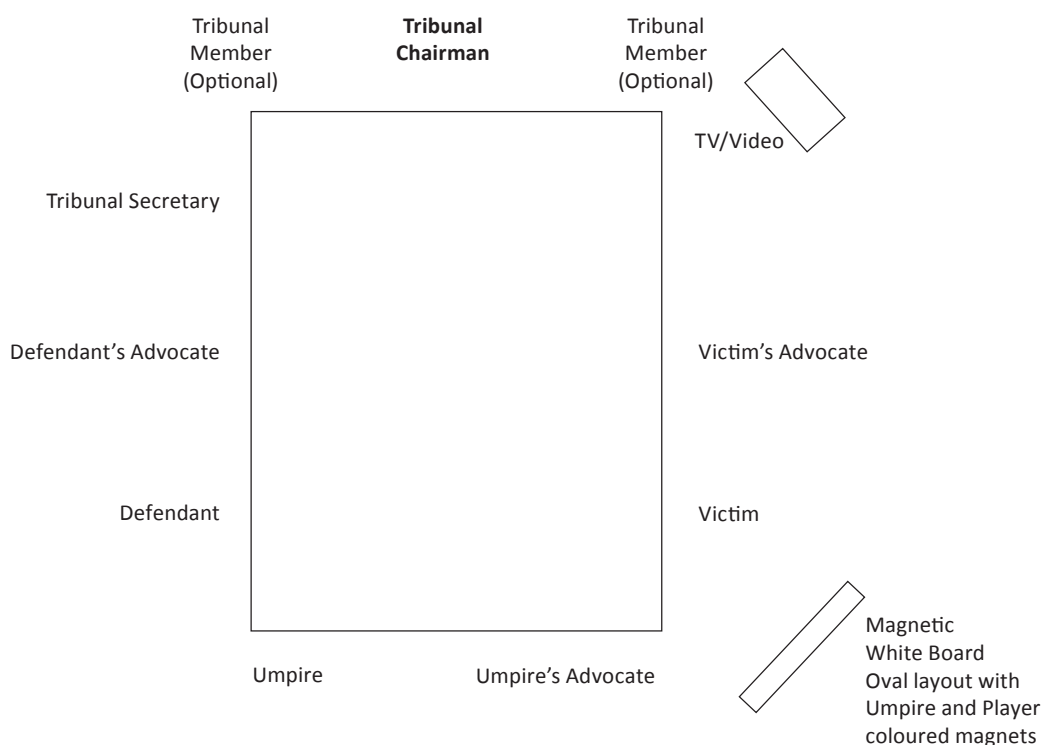 Tribunal
Member
(Optional)
Tribunal
Chairman
Tribunal
Member
(Optional)
TV/Video
Tribunal Secretary
Defendant’s Advocate
Victim’s Advocate
Defendant
Victim
Umpire
Umpire’s Advocate
Magnetic
White Board
Oval layout with
Umpire and Player
coloured magnets